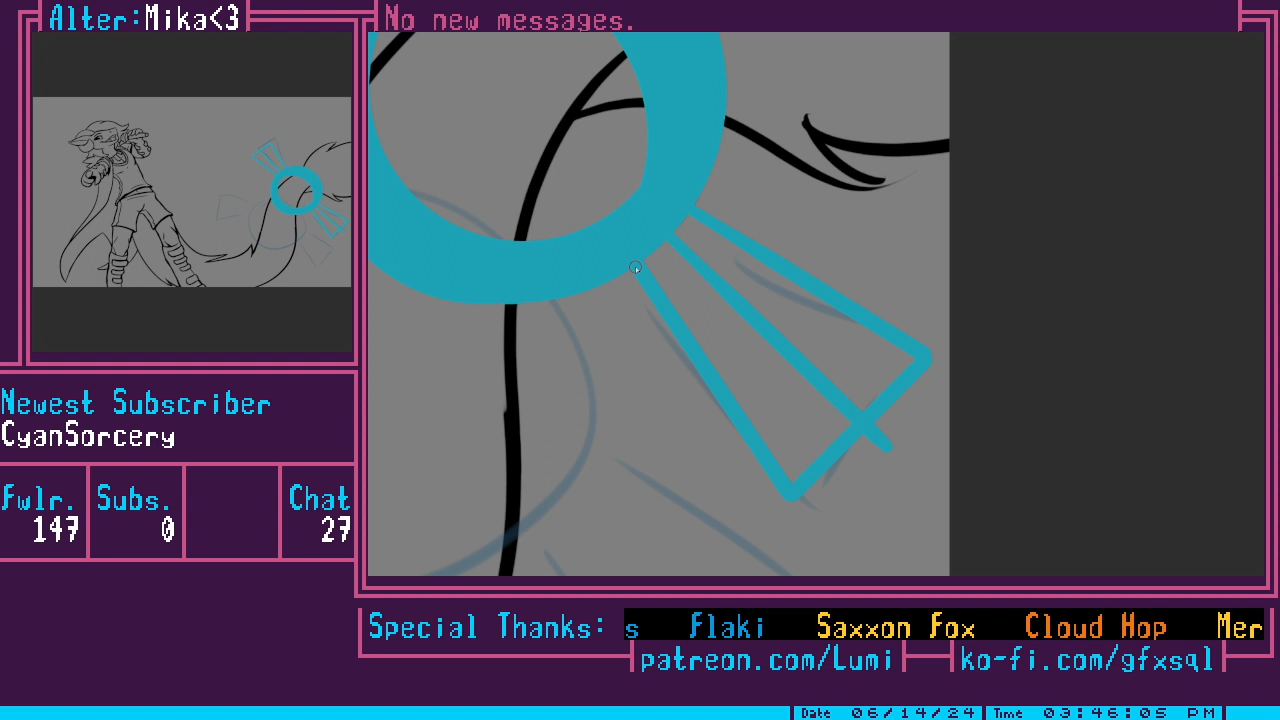 Alter:Mika<3
No new messages.
Newest Subscriber
CyanSorcery
Fwlr. Subs. Chat
147 0 27
Special Thanks: s Flaki Saxxon Fox Cloud Hop Mer
patreon.com/Lumi ko-fi.com/gfxsql
Date 06/14/24 Time 03:46:05 PM